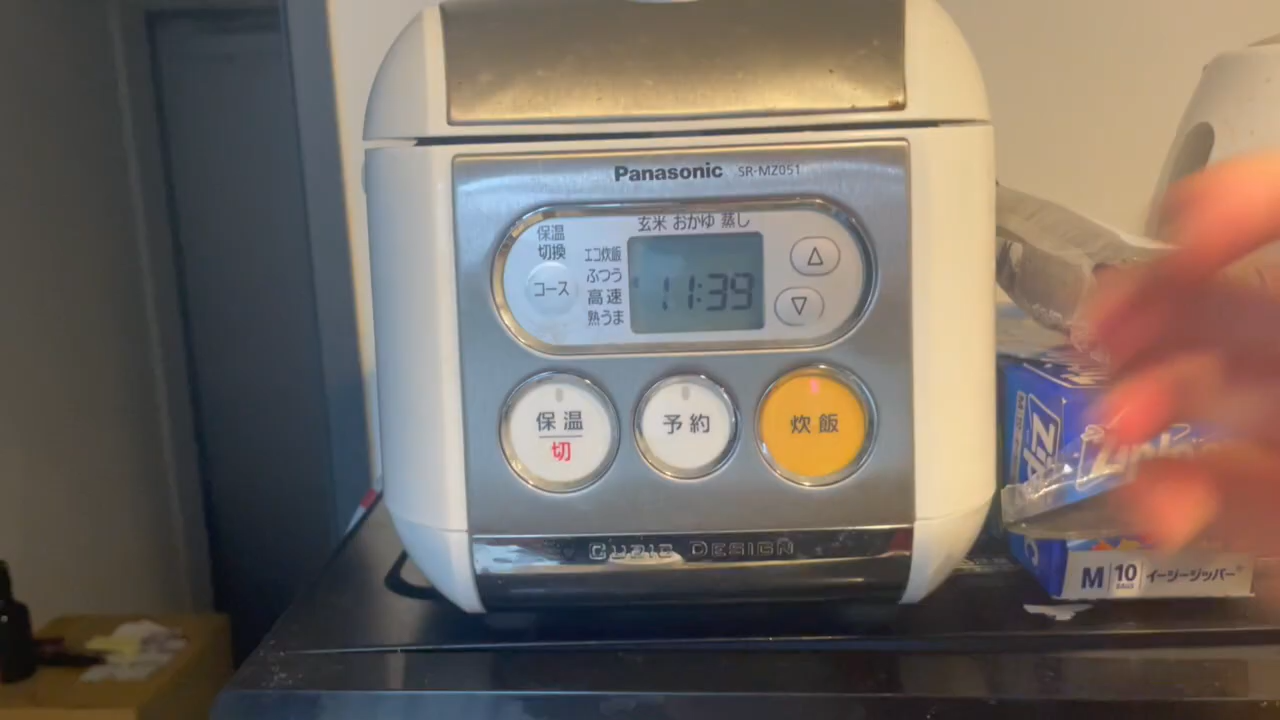 Panasonic SR-MZ051
玄米 おかゆ 蒸し
保温
切換
コース
エコ炊飯
ふつう
高速
熟うま
11:39
△
▽
保温
切
予約
炊飯
CUBIC DESIGN
Zip
Ziplo
M 10 イージージッパー